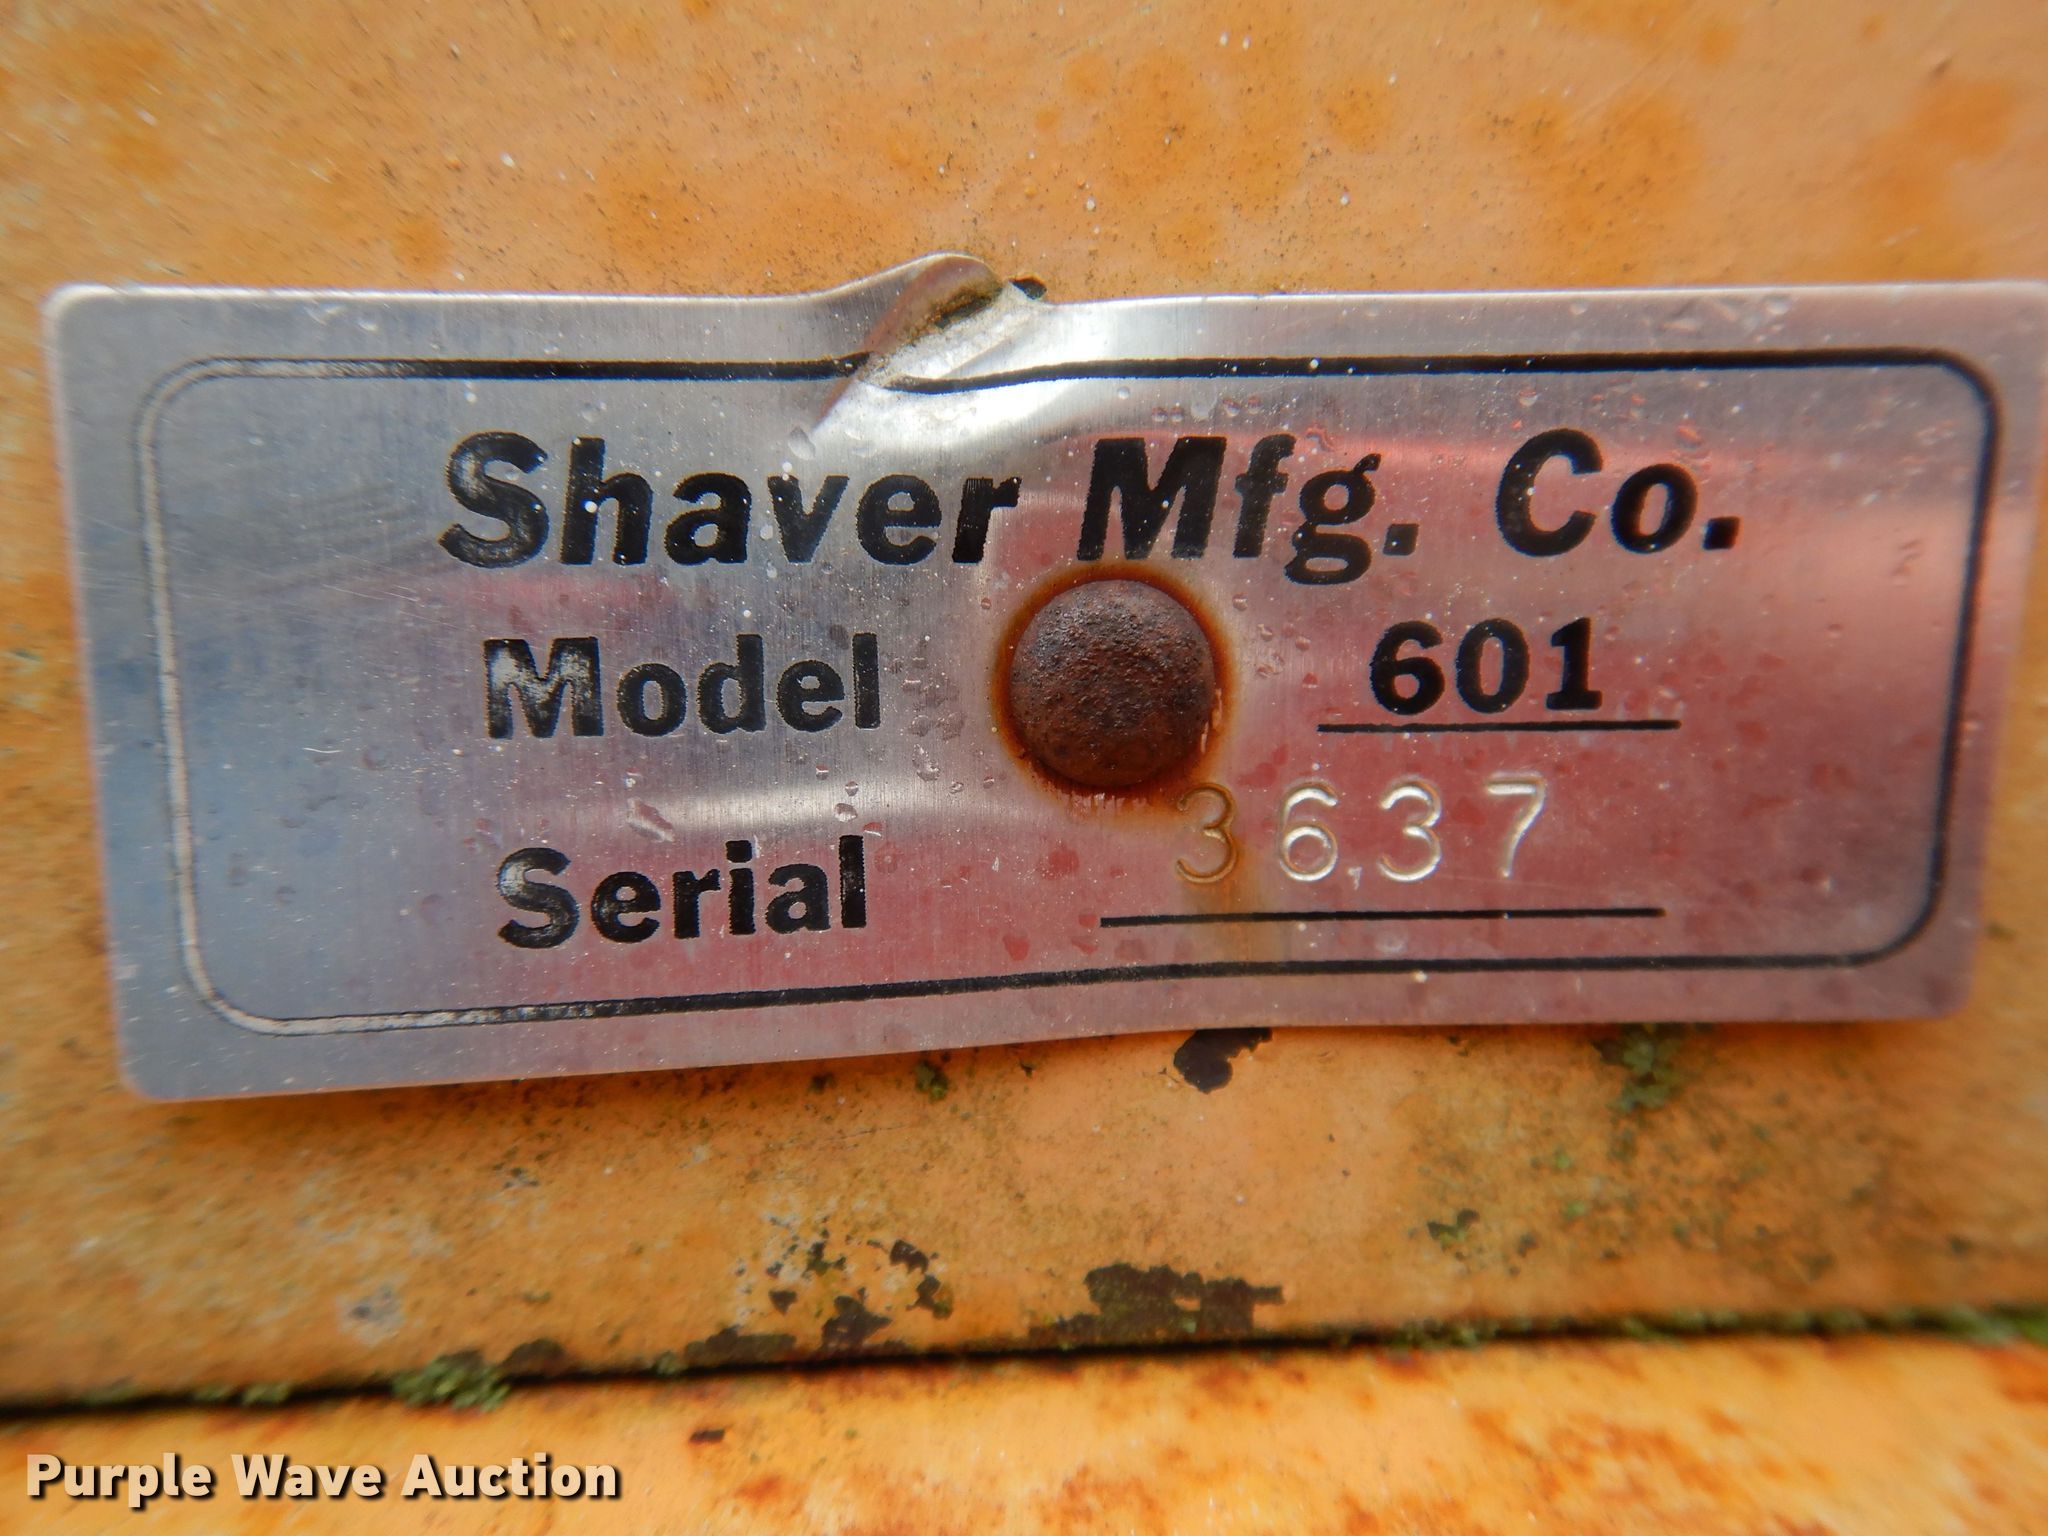 Shaver Mfg. Co.
Model 601
Serial 3637
Purple Wave Auction